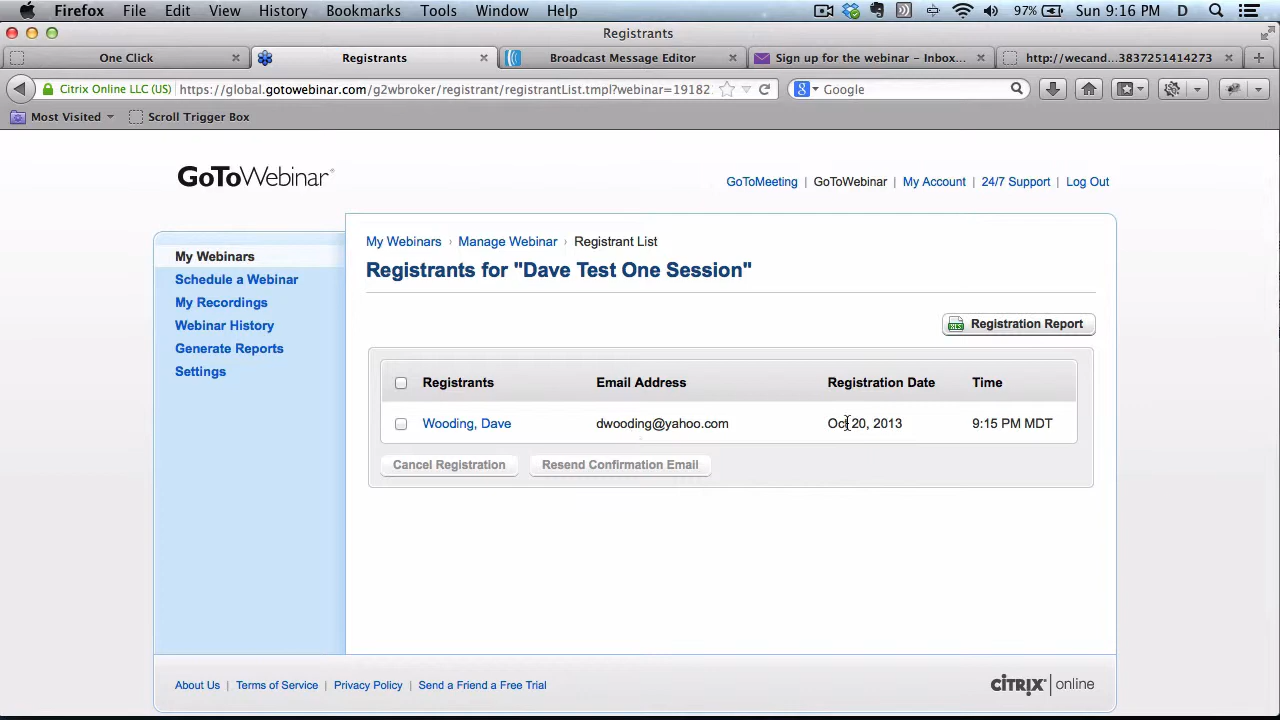 Firefox File Edit View History Bookmarks Tools Window Help 97% Sun 9:16 PM D
Registrants
One Click Registrants Broadcast Message Editor Sign up for the webinar – Inbox... http://wecand...3837251414273
Citrix Online LLC (US) https://global.gotowebinar.com/g2wbroker/registrant/registrantList.tmpl?webinar=19182 Google
Most Visited Scroll Trigger Box
GoToWebinar
GoToMeeting | GoToWebinar | My Account | 24/7 Support | Log Out
My Webinars
Schedule a Webinar
My Recordings
Webinar History
Generate Reports
Settings
My Webinars › Manage Webinar › Registrant List
Registrants for "Dave Test One Session"
XLS Registration Report
Registrants Email Address Registration Date Time
Wooding, Dave dwooding@yahoo.com Oct 20, 2013 9:15 PM MDT
Cancel Registration Resend Confirmation Email
About Us | Terms of Service | Privacy Policy | Send a Friend a Free Trial
CITRIX online